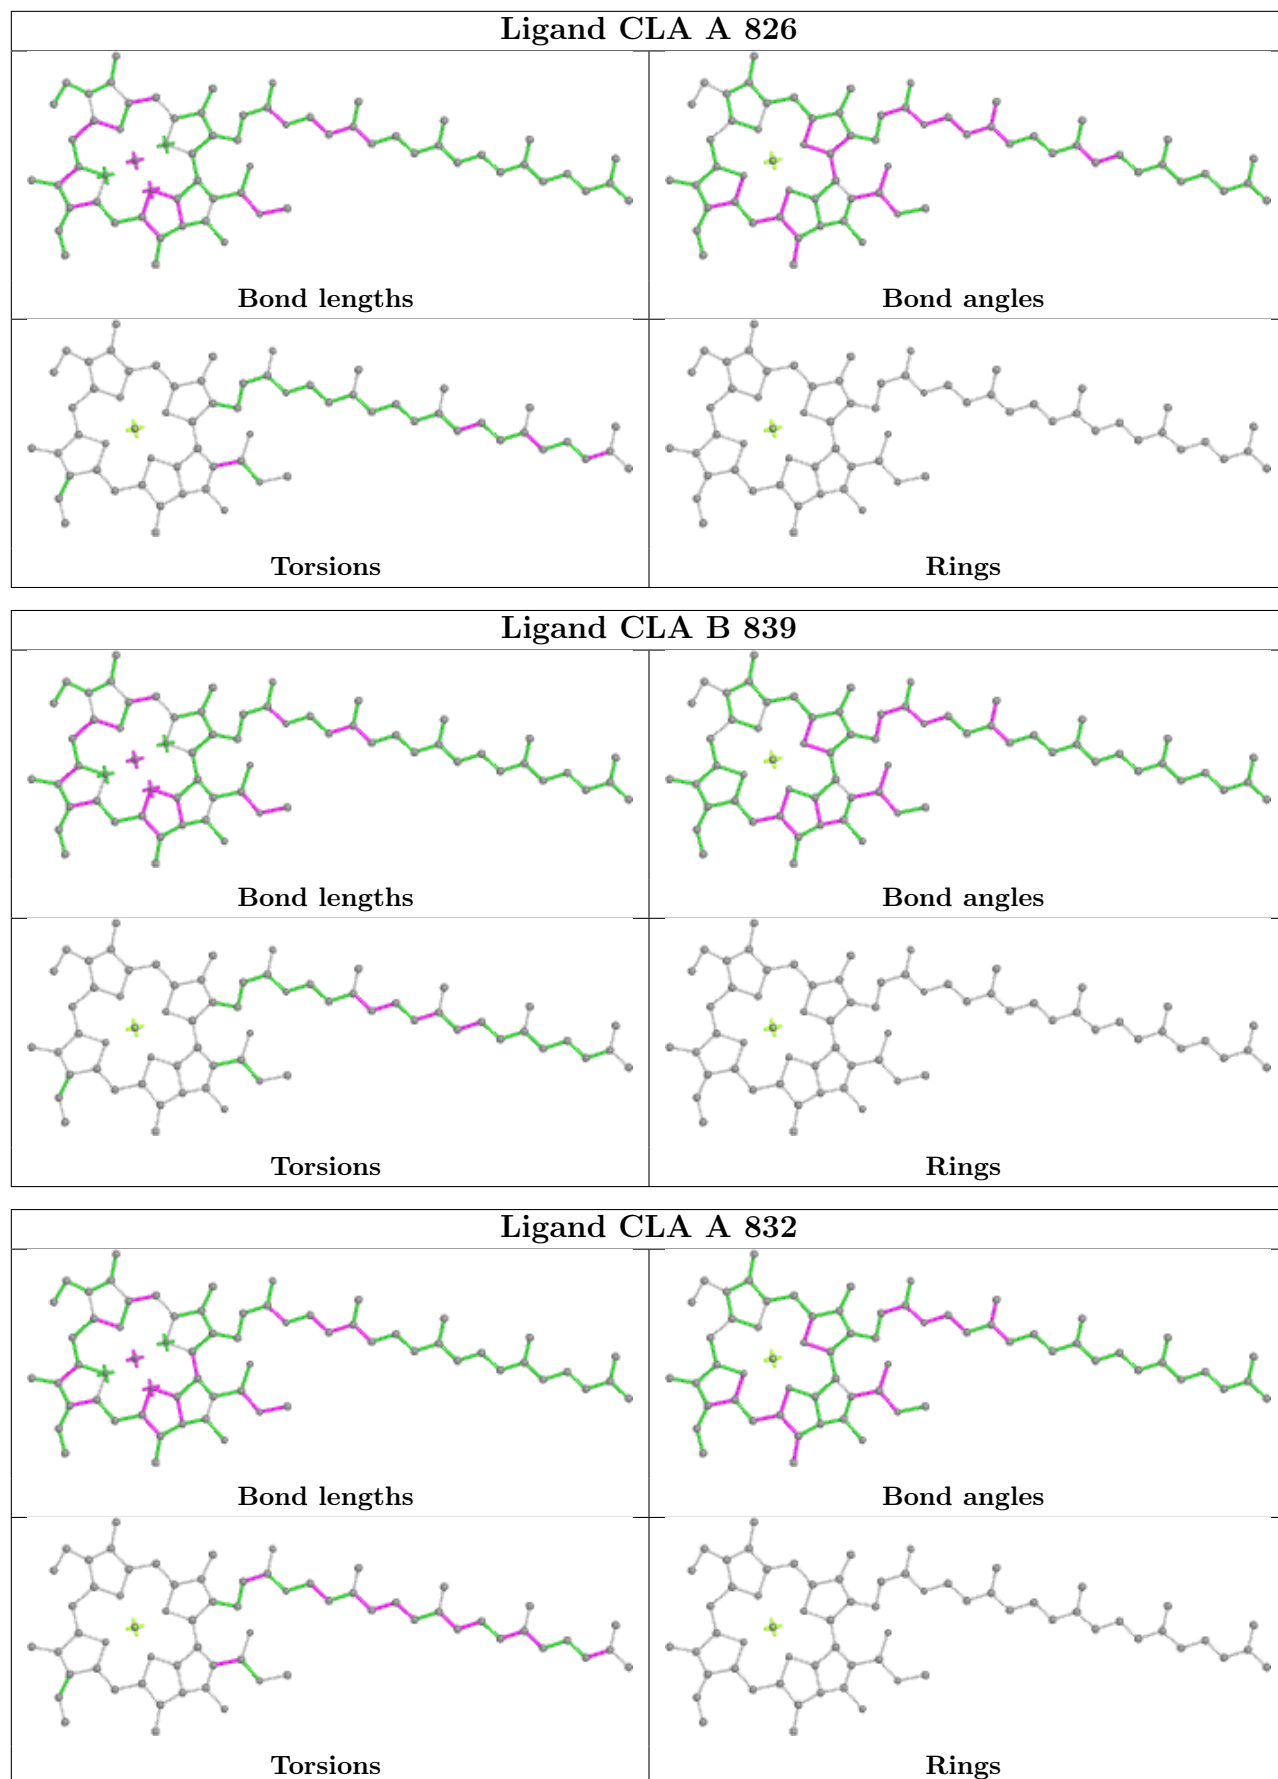 Ligand CLA A 826
Bond lengths
Bond angles
Torsions
Rings
Ligand CLA B 839
Bond lengths
Bond angles
Torsions
Rings
Ligand CLA A 832
Bond lengths
Bond angles
Torsions
Rings